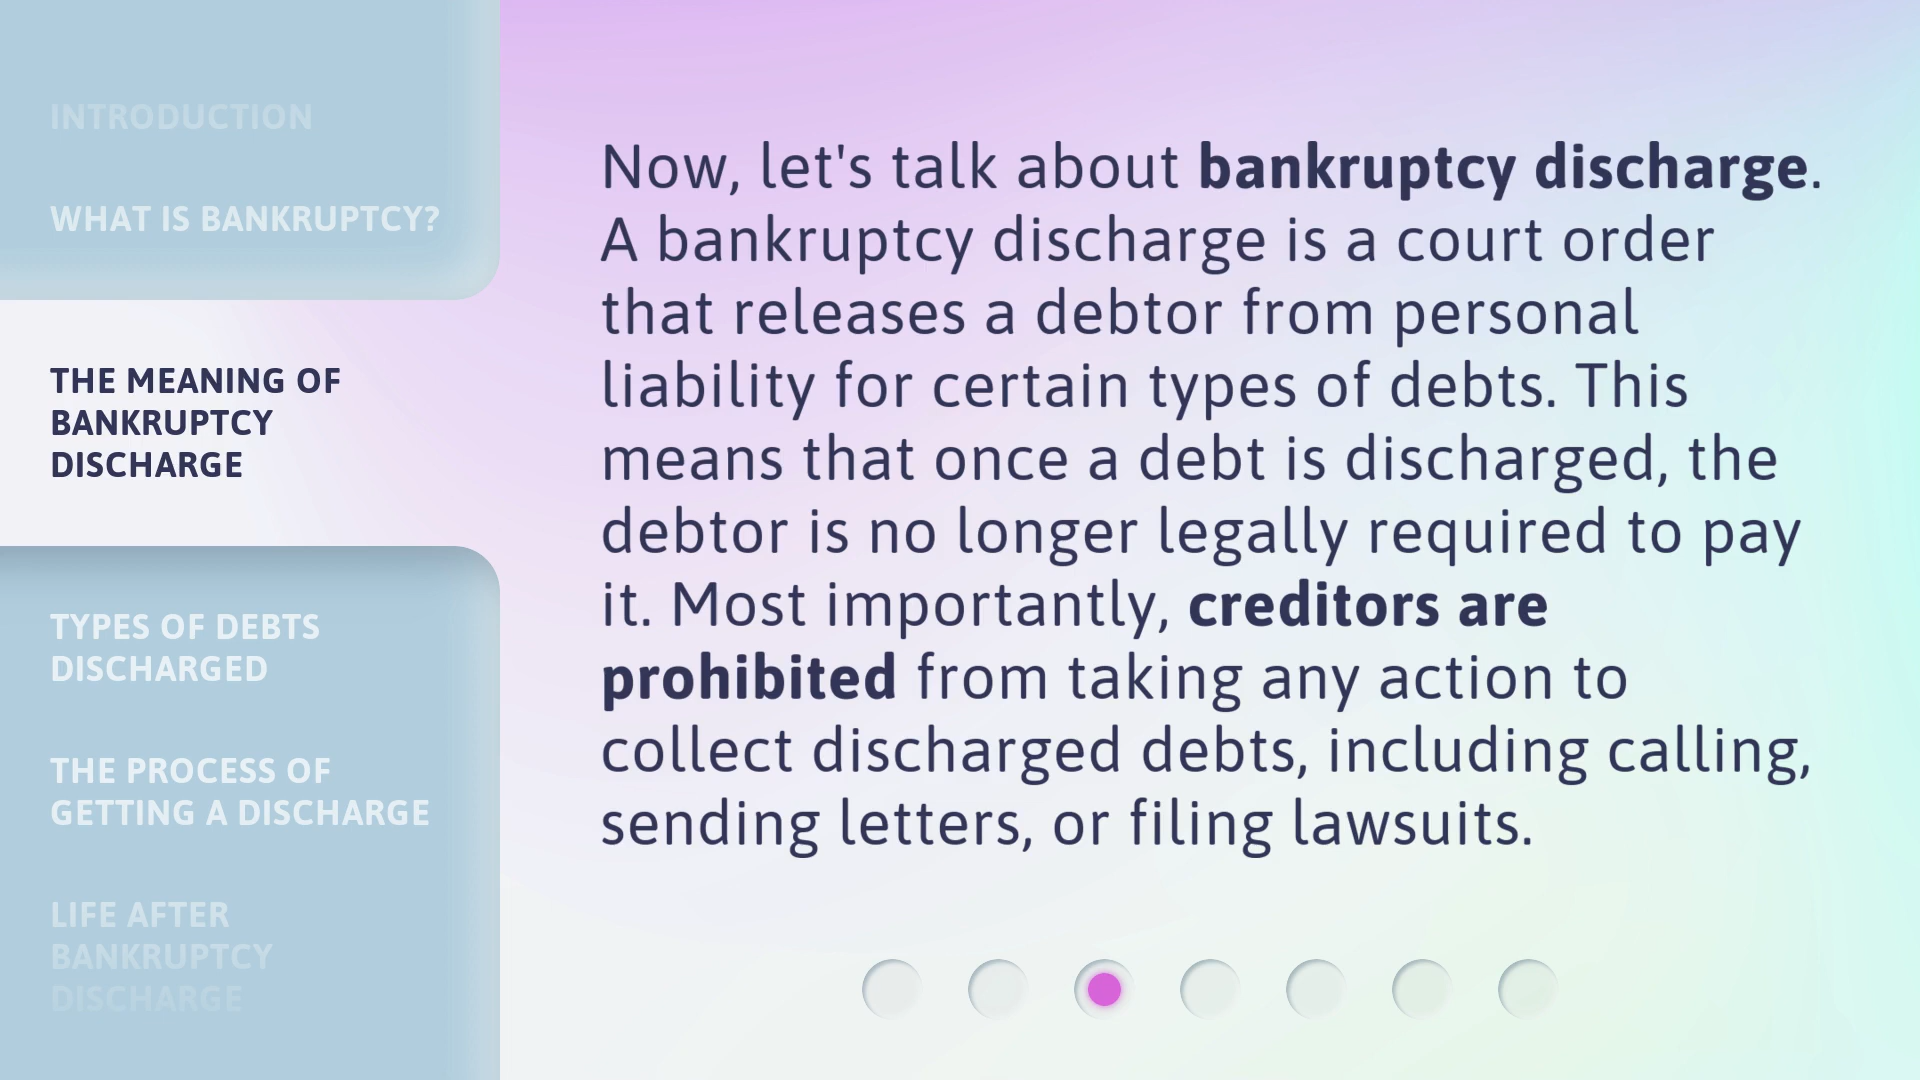 INTRODUCTION
WHAT IS BANKRUPTCY?
THE MEANING OF
BANKRUPTCY
DISCHARGE
TYPES OF DEBTS
DISCHARGED
THE PROCESS OF
GETTING A DISCHARGE
LIFE AFTER
BANKRUPTCY
DISCHARGE
Now, let's talk about bankruptcy discharge.
A bankruptcy discharge is a court order
that releases a debtor from personal
liability for certain types of debts. This
means that once a debt is discharged, the
debtor is no longer legally required to pay
it. Most importantly, creditors are
prohibited from taking any action to
collect discharged debts, including calling,
sending letters, or filing lawsuits.